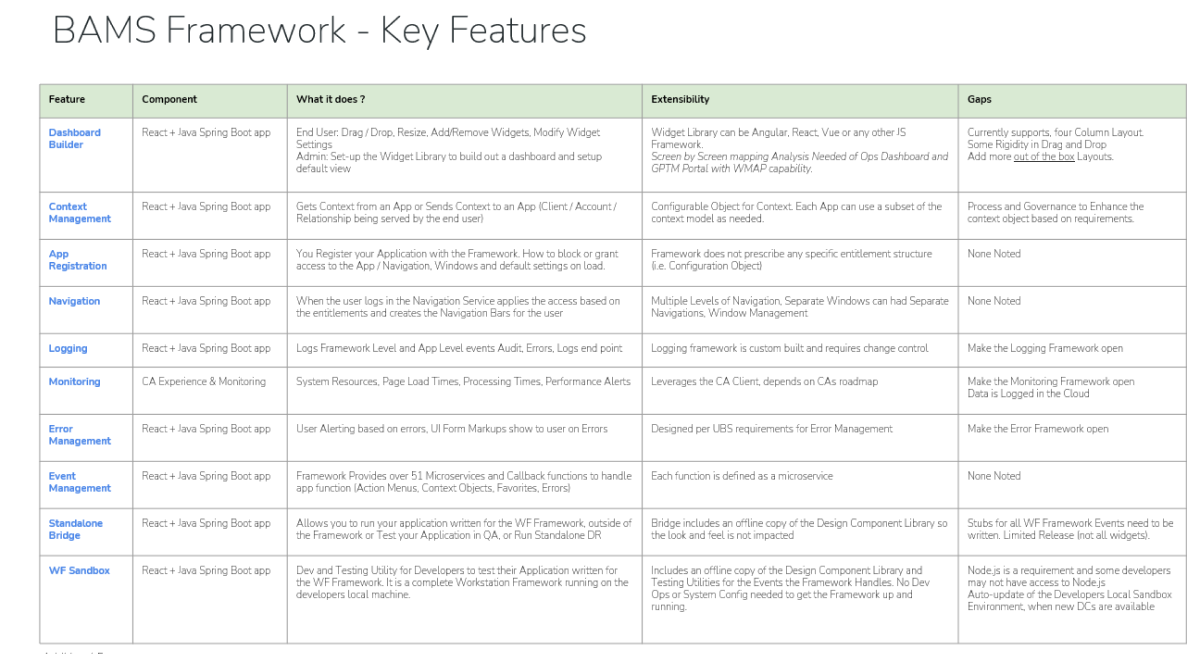 BAMS Framework - Key Features
Feature
Component
What it does ?
Extensibility
Gaps
Dashboard
Builder
React + Java Spring Boot app
End User: Drag / Drop, Resize, Add/Remove Widgets, Modify Widget
Settings
Admin: Set-up the Widget Library to build out a dashboard and setup
default view
Widget Library can be Angular, React, Vue or any other JS
Framework.
Screen by Screen mapping Analysis Needed of Ops Dashboard and
GPTM Portal with WMAP capability.
Currently supports, four Column Layout.
Some Rigidity in Drag and Drop
Add more out of the box Layouts.
Context
Management
React + Java Spring Boot app
Gets Context from an App or Sends Context to an App (Client / Account /
Relationship being served by the end user)
Configurable Object for Context. Each App can use a subset of the
context model as needed.
Process and Governance to Enhance the
context object based on requirements.
App
Registration
React + Java Spring Boot app
You Register your Application with the Framework. How to block or grant
access to the App / Navigation, Windows and default settings on load.
Framework does not prescribe any specific entitlement structure
(i.e. Configuration Object)
None Noted
Navigation
React + Java Spring Boot app
When the user logs in the Navigation Service applies the access based on
the entitlements and creates the Navigation Bars for the user
Multiple Levels of Navigation, Separate Windows can had Separate
Navigations, Window Management
None Noted
Logging
React + Java Spring Boot app
Logs Framework Level and App Level events Audit, Errors, Logs end point
Logging framework is custom built and requires change control
Make the Logging Framework open
Monitoring
CA Experience & Monitoring
System Resources, Page Load Times, Processing Times, Performance Alerts
Leverages the CA Client, depends on CAs roadmap
Make the Monitoring Framework open
Data is Logged in the Cloud
Error
Management
React + Java Spring Boot app
User Alerting based on errors, UI Form Markups show to user on Errors
Designed per UBS requirements for Error Management
Make the Error Framework open
Event
Management
React + Java Spring Boot app
Framework Provides over 51 Microservices and Callback functions to handle
app function (Action Menus, Context Objects, Favorites, Errors)
Each function is defined as a microservice
None Noted
Standalone
Bridge
React + Java Spring Boot app
Allows you to run your application written for the WF Framework, outside of
the Framework or Test your Application in QA, or Run Standalone DR
Bridge includes an offline copy of the Design Component Library so
the look and feel is not impacted
Stubs for all WF Framework Events need to be
written. Limited Release (not all widgets).
WF Sandbox
React + Java Spring Boot app
Dev and Testing Utility for Developers to test their Application written for
the WF Framework. It is a complete Workstation Framework running on the
developers local machine.
Includes an offline copy of the Design Component Library and
Testing Utilities for the Events the Framework Handles. No Dev
Ops or System Config needed to get the Framework up and
running.
Node.js is a requirement and some developers
may not have access to Node.js
Auto-update of the Developers Local Sandbox
Environment, when new DCs are available